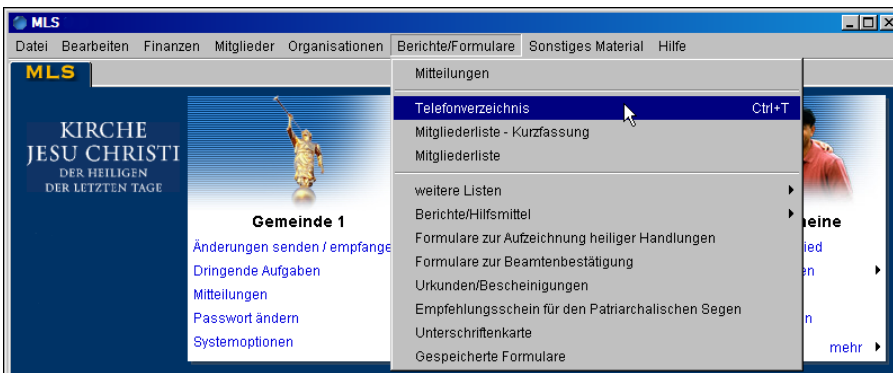 MLS
Datei Bearbeiten Finanzen Mitglieder Organisationen Berichte/Formulare Sonstiges Material Hilfe
MLS
KIRCHE
JESU CHRISTI
DER HEILIGEN
DER LETZTEN TAGE
Gemeinde 1
Änderungen senden / empfange
Dringende Aufgaben
Mitteilungen
Passwort ändern
Systemoptionen
Mitteilungen
Telefonverzeichnis Ctrl+T
Mitgliederliste - Kurzfassung
Mitgliederliste
weitere Listen
Berichte/Hilfsmittel
Formulare zur Aufzeichnung heiliger Handlungen
Formulare zur Beamtenbestätigung
Urkunden/Bescheinigungen
Empfehlungsschein für den Patriarchalischen Segen
Unterschriftenkarte
Gespeicherte Formulare
eine
ied
en
n
mehr